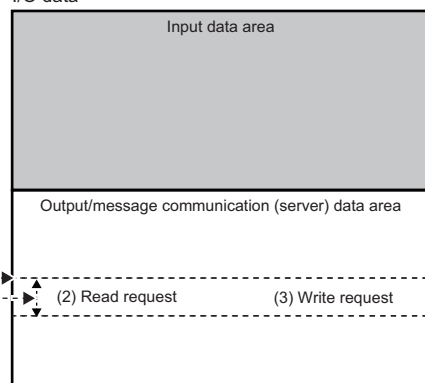 I/O data
Input data area
Output/message communication (server) data area
(2) Read request (3) Write request